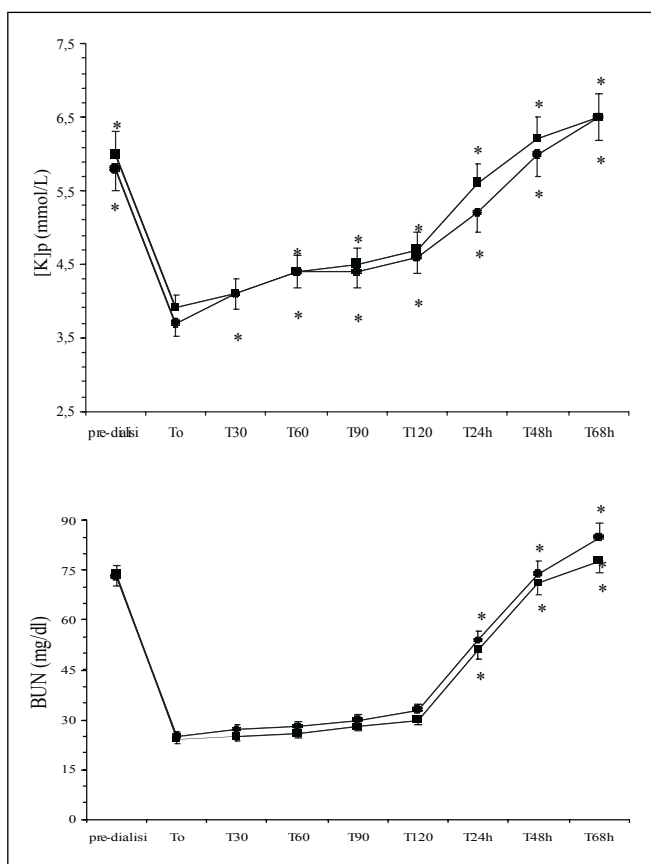 [K]p (mmol/L)
7,5
6,5
5,5
4,5
3,5
2,5
* * * * * * * *
* * * * * * * *
pre-dialisi To T30 T60 T90 T120 T24h T48h T68h
BUN (mg/dl)
90
75
60
45
30
15
0
* * *
* * * *
pre-dialisi To T30 T60 T90 T120 T24h T48h T68h